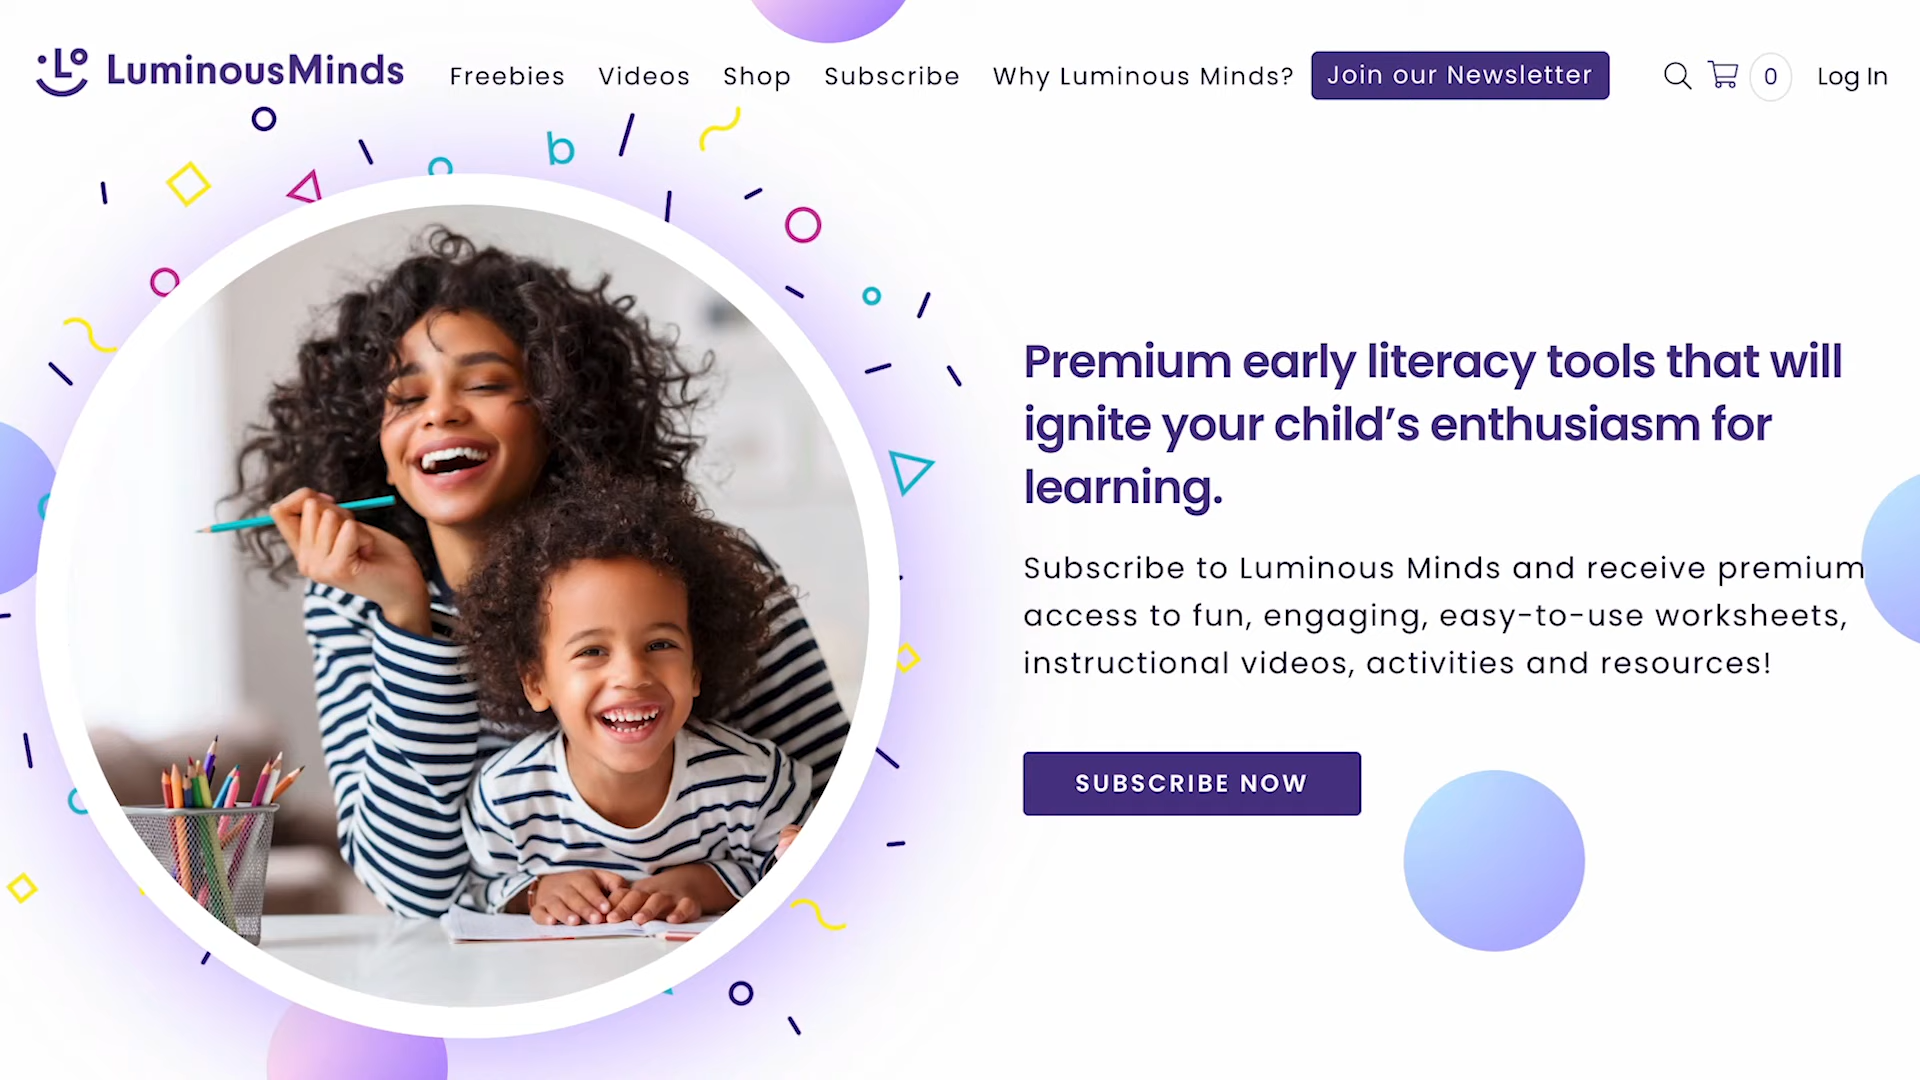 LuminousMinds
Freebies Videos Shop Subscribe Why Luminous Minds? Join our Newsletter 0 Log In
b
Premium early literacy tools that will
ignite your child’s enthusiasm for
learning.
Subscribe to Luminous Minds and receive premium
access to fun, engaging, easy-to-use worksheets,
instructional videos, activities and resources!
SUBSCRIBE NOW